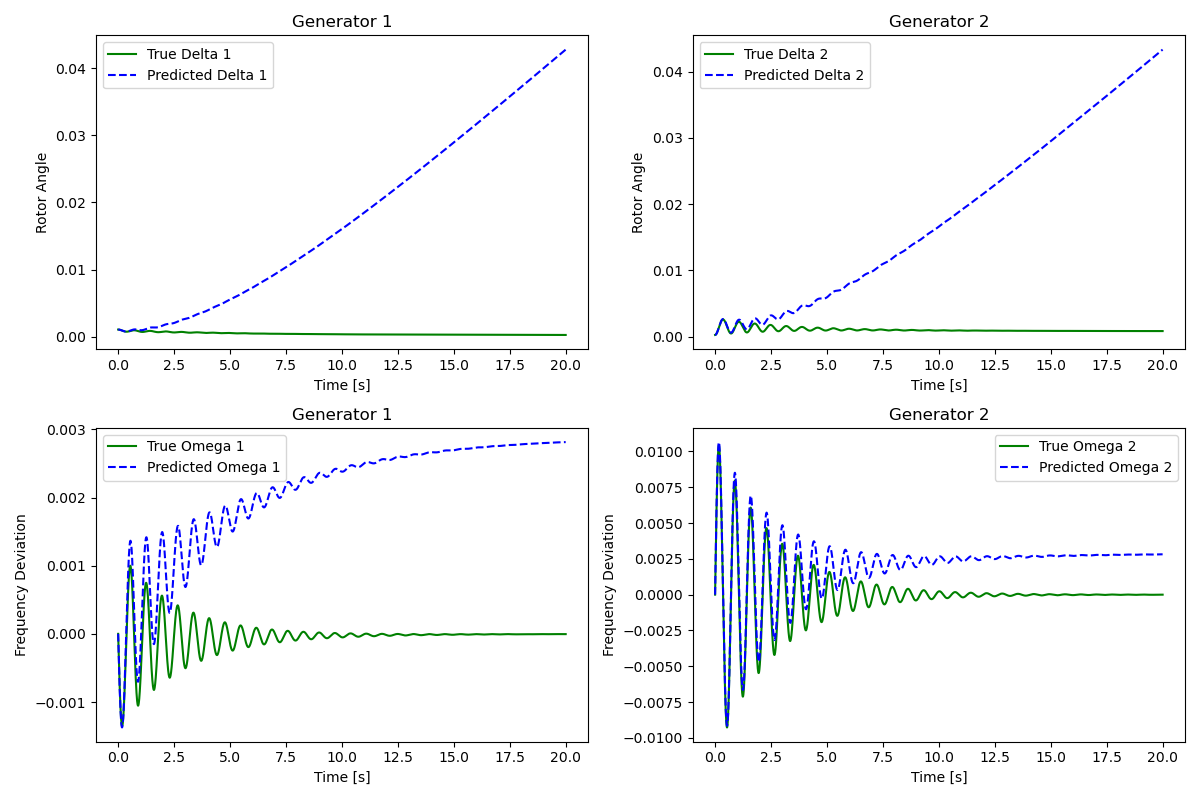 Generator 1
True Delta 1
Predicted Delta 1
Rotor Angle
0.04
0.03
0.02
0.01
0.00
0.0 2.5 5.0 7.5 10.0 12.5 15.0 17.5 20.0
Time [s]
Generator 2
True Delta 2
Predicted Delta 2
Rotor Angle
0.04
0.03
0.02
0.01
0.00
0.0 2.5 5.0 7.5 10.0 12.5 15.0 17.5 20.0
Time [s]
Generator 1
True Omega 1
Predicted Omega 1
Frequency Deviation
0.003
0.002
0.001
0.000
−0.001
0.0 2.5 5.0 7.5 10.0 12.5 15.0 17.5 20.0
Time [s]
Generator 2
True Omega 2
Predicted Omega 2
Frequency Deviation
0.0100
0.0075
0.0050
0.0025
0.0000
−0.0025
−0.0050
−0.0075
−0.0100
0.0 2.5 5.0 7.5 10.0 12.5 15.0 17.5 20.0
Time [s]